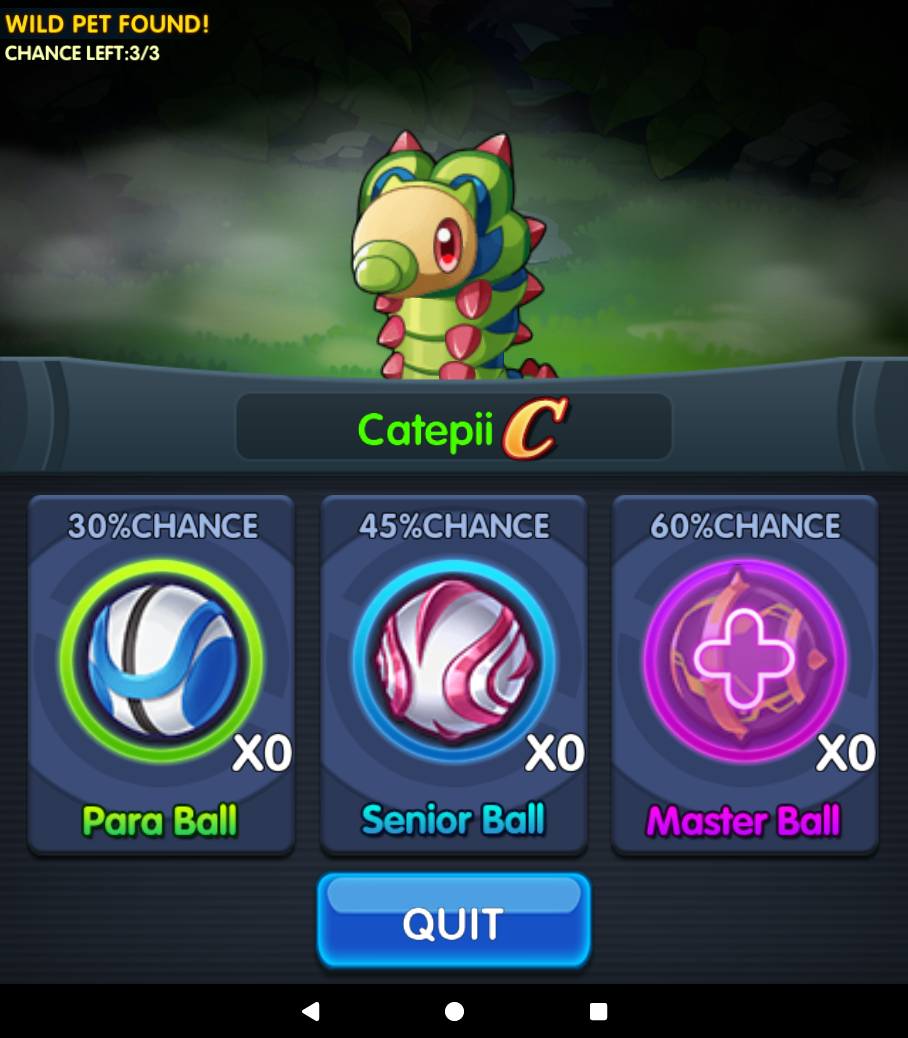 WILD PET FOUND!
CHANCE LEFT:3/3
Catepii C
30%CHANCE
45%CHANCE
60%CHANCE
X0
X0
X0
Para Ball
Senior Ball
Master Ball
QUIT